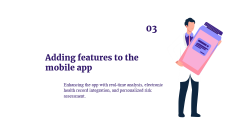 03
Adding features to the
mobile app
Enhancing the app with real-time analysis, electronic
health record integration, and personalized risk
assessment.